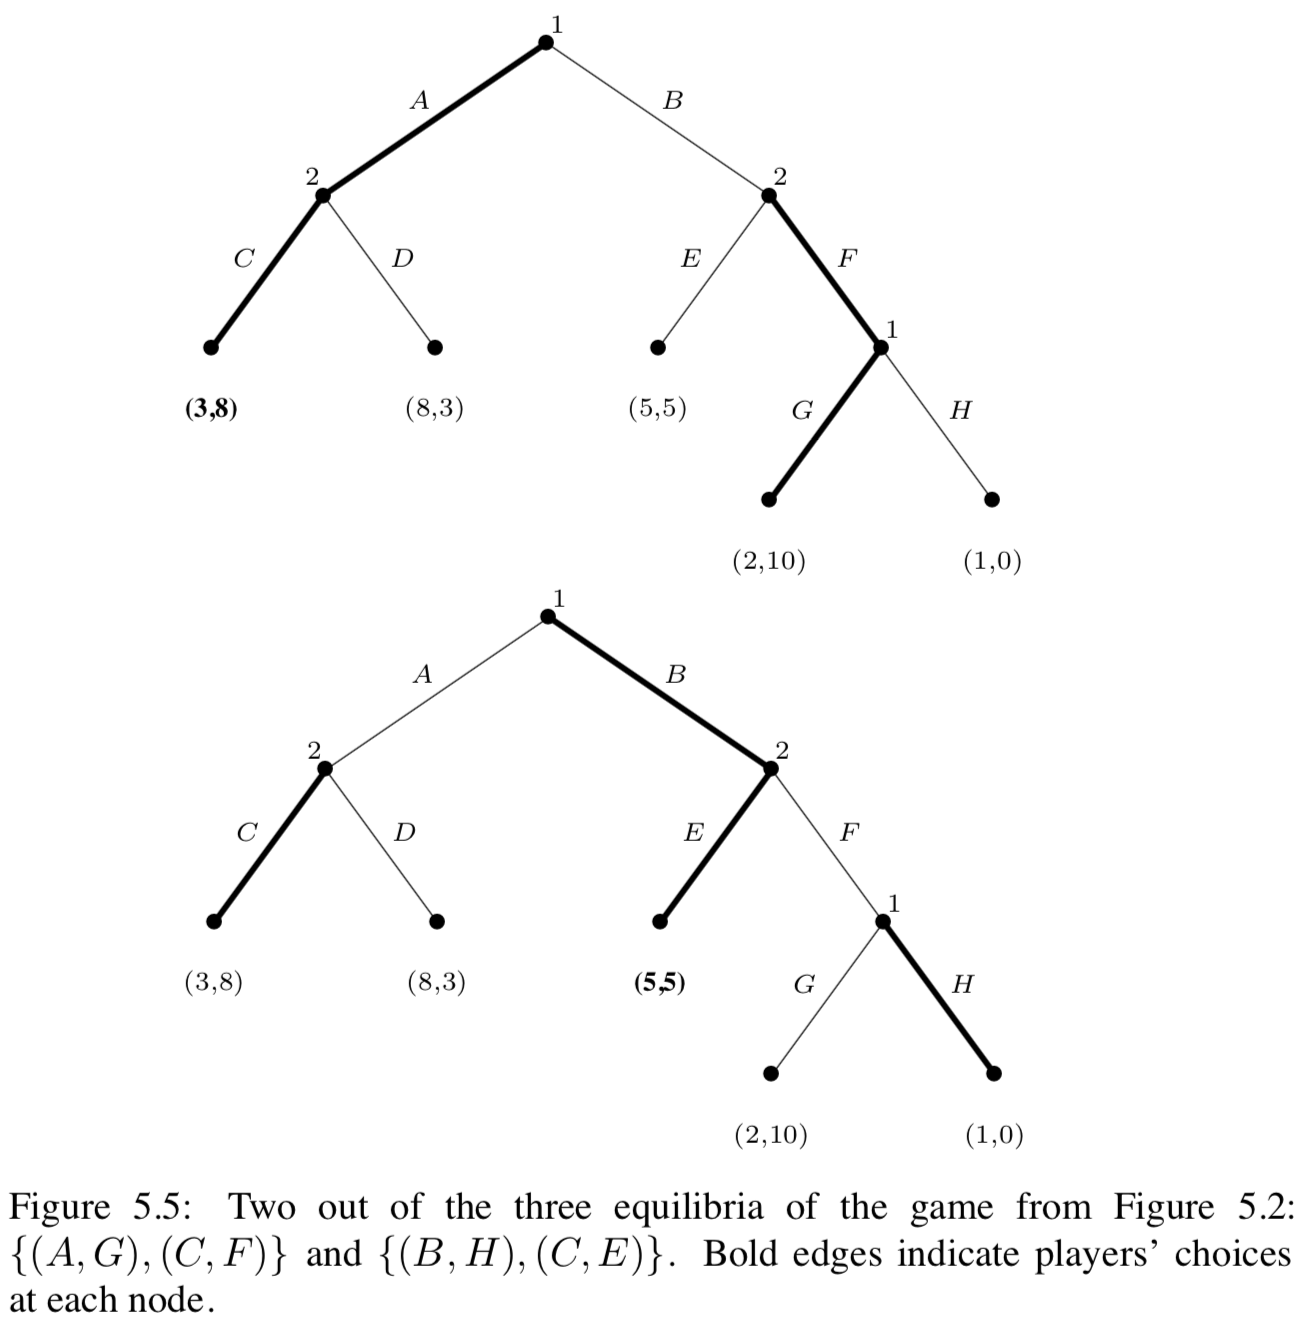 1
A B
2 2
C D E F
1
(3,8) (8,3) (5,5) G H
(2,10) (1,0)
1
A B
2 2
C D E F
1
(3,8) (8,3) (5,5) G H
(2,10) (1,0)
Figure 5.5: Two out of the three equilibria of the game from Figure 5.2:
{(A, G), (C, F)} and {(B, H), (C, E)}. Bold edges indicate players’ choices
at each node.